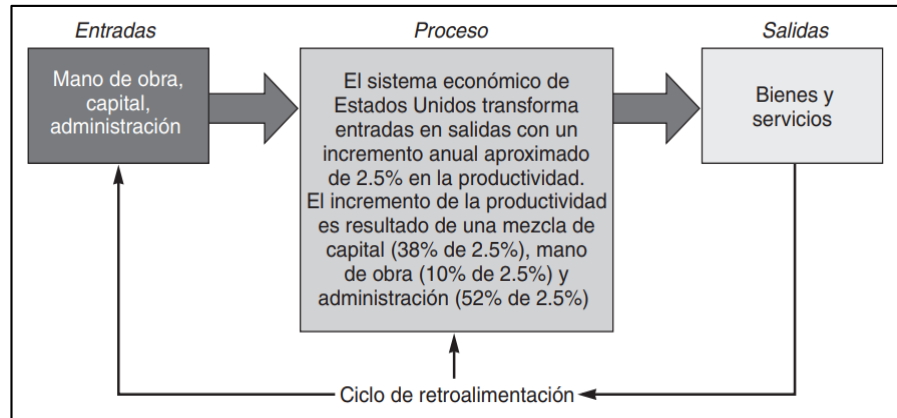 Entradas
Proceso
Salidas
Mano de obra,
capital,
administración
El sistema económico de
Estados Unidos transforma
entradas en salidas con un
incremento anual aproximado
de 2.5% en la productividad.
El incremento de la productividad
es resultado de una mezcla de
capital (38% de 2.5%), mano
de obra (10% de 2.5%) y
administración (52% de 2.5%)
Bienes y
servicios
Ciclo de retroalimentación